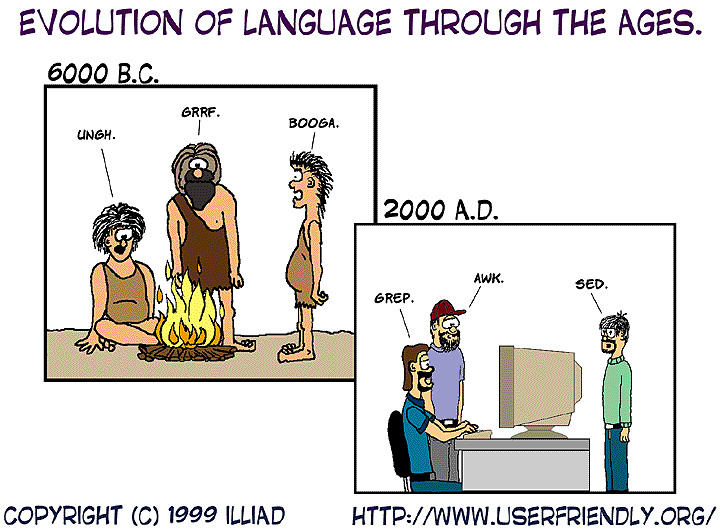 EVOLUTION OF LANGUAGE THROUGH THE AGES.
6000 B.C.
UNGH.
GRRF.
BOOGA.
2000 A.D.
GREP.
AWK.
SED.
COPYRIGHT (C) 1999 ILLIAD
HTTP://WWW.USERFRIENDLY.ORG/